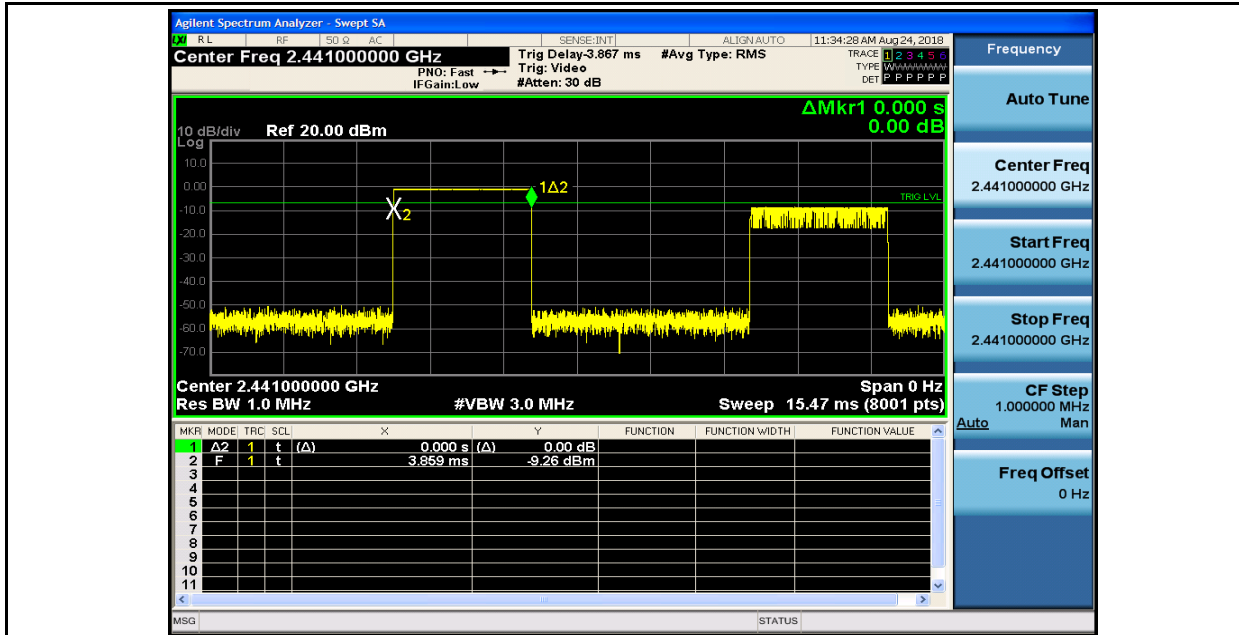 Agilent Spectrum Analyzer - Swept SA
LXI RL RF 50 Ω AC SENSE:INT ALIGN AUTO 11:34:28 AM Aug 24, 2018
Center Freq 2.441000000 GHz
PNO: Fast
IFGain:Low
Trig Delay-3.867 ms
Trig: Video
#Atten: 30 dB
#Avg Type: RMS
TRACE 1 2 3 4 5 6
TYPE WWWWWW
DET P P P P P P
ΔMkr1 0.000 s
0.00 dB
10 dB/div Ref 20.00 dBm
Log
10.0
0.00
-10.0
-20.0
-30.0
-40.0
-50.0
-60.0
-70.0
1Δ2
2
TRIG LVL
Center 2.441000000 GHz Span 0 Hz
Res BW 1.0 MHz #VBW 3.0 MHz Sweep 15.47 ms (8001 pts)
MKR MODE TRC SCL X Y FUNCTION FUNCTION WIDTH FUNCTION VALUE
1 Δ2 1 t (Δ) 0.000 s (Δ) 0.00 dB
2 F 1 t 3.859 ms -9.26 dBm
3
4
5
6
7
8
9
10
11
MSG STATUS
Frequency
Auto Tune
Center Freq
2.441000000 GHz
Start Freq
2.441000000 GHz
Stop Freq
2.441000000 GHz
CF Step
1.000000 MHz
Auto Man
Freq Offset
0 Hz